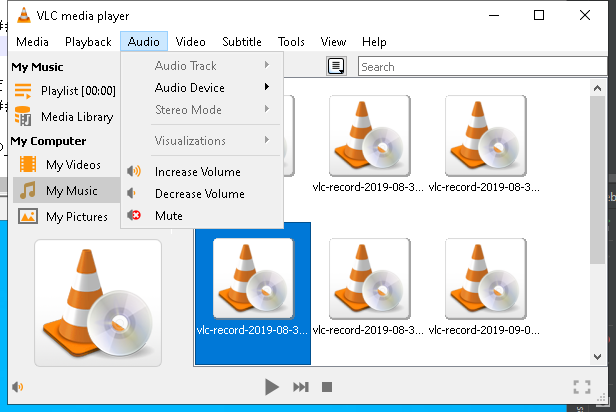 VLC media player
Media Playback Audio Video Subtitle Tools View Help
My Music
Playlist [00:00]
Media Library
My Computer
My Videos
My Music
My Pictures
Audio Track
Audio Device
Stereo Mode
Visualizations
Increase Volume
Decrease Volume
Mute
Search
vlc-record-2019-08-3... vlc-record-2019-08-3...
vlc-record-2019-08-3... vlc-record-2019-08-3... vlc-record-2019-09-0...